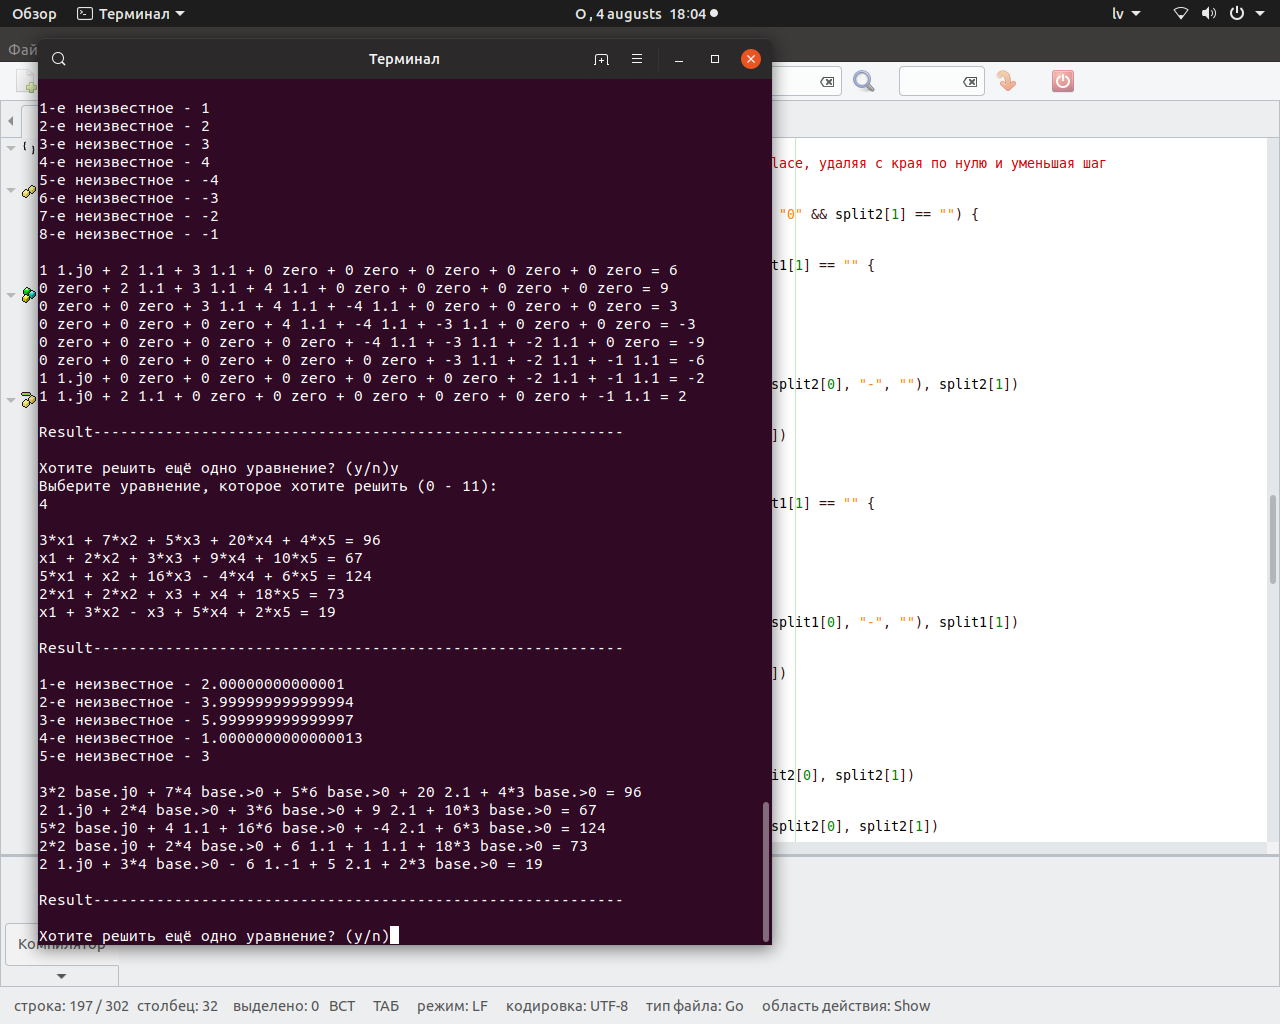 Обзор Терминал O , 4 augusts 18:04 lv
Терминал
1-е неизвестное - 1
2-е неизвестное - 2
3-е неизвестное - 3
4-е неизвестное - 4
5-е неизвестное - -4
6-е неизвестное - -3
7-е неизвестное - -2
8-е неизвестное - -1
1 1.j0 + 2 1.1 + 3 1.1 + 0 zero + 0 zero + 0 zero + 0 zero + 0 zero = 6
0 zero + 2 1.1 + 3 1.1 + 4 1.1 + 0 zero + 0 zero + 0 zero + 0 zero = 9
0 zero + 0 zero + 3 1.1 + 4 1.1 + -4 1.1 + 0 zero + 0 zero + 0 zero = 3
0 zero + 0 zero + 0 zero + 4 1.1 + -4 1.1 + -3 1.1 + 0 zero + 0 zero = -3
0 zero + 0 zero + 0 zero + 0 zero + -4 1.1 + -3 1.1 + -2 1.1 + 0 zero = -9
0 zero + 0 zero + 0 zero + 0 zero + 0 zero + -3 1.1 + -2 1.1 + -1 1.1 = -6
1 1.j0 + 0 zero + 0 zero + 0 zero + 0 zero + 0 zero + -2 1.1 + -1 1.1 = -2
1 1.j0 + 2 1.1 + 0 zero + 0 zero + 0 zero + 0 zero + 0 zero + -1 1.1 = 2
Result-----------------------------------------------------------
Хотите решить ещё одно уравнение? (y/n)y
Выберите уравнение, которое хотите решить (0 - 11):
4
3*x1 + 7*x2 + 5*x3 + 20*x4 + 4*x5 = 96
x1 + 2*x2 + 3*x3 + 9*x4 + 10*x5 = 67
5*x1 + x2 + 16*x3 - 4*x4 + 6*x5 = 124
2*x1 + 2*x2 + x3 + x4 + 18*x5 = 73
x1 + 3*x2 - x3 + 5*x4 + 2*x5 = 19
Result-----------------------------------------------------------
1-е неизвестное - 2.00000000000001
2-е неизвестное - 3.999999999999994
3-е неизвестное - 5.999999999999997
4-е неизвестное - 1.0000000000000013
5-е неизвестное - 3
3*2 base.j0 + 7*4 base.>0 + 5*6 base.>0 + 20 2.1 + 4*3 base.>0 = 96
2 1.j0 + 2*4 base.>0 + 3*6 base.>0 + 9 2.1 + 10*3 base.>0 = 67
5*2 base.j0 + 4 1.1 + 16*6 base.>0 + -4 2.1 + 6*3 base.>0 = 124
2*2 base.j0 + 2*4 base.>0 + 6 1.1 + 1 1.1 + 18*3 base.>0 = 73
2 1.j0 + 3*4 base.>0 - 6 1.-1 + 5 2.1 + 2*3 base.>0 = 19
Result-----------------------------------------------------------
Хотите решить ещё одно уравнение? (y/n)
Фай
lace, удаляя с края по нулю и уменьшая шаг
"0" && split2[1] == "") {
t1[1] == "" {
split2[0], "-", ""), split2[1])
])
t1[1] == "" {
split1[0], "-", ""), split1[1])
])
it2[0], split2[1])
split2[0], split2[1])
Компилятор
строка: 197 / 302 столбец: 32 выделено: 0 ВСТ ТАБ режим: LF кодировка: UTF-8 тип файла: Go область действия: Show